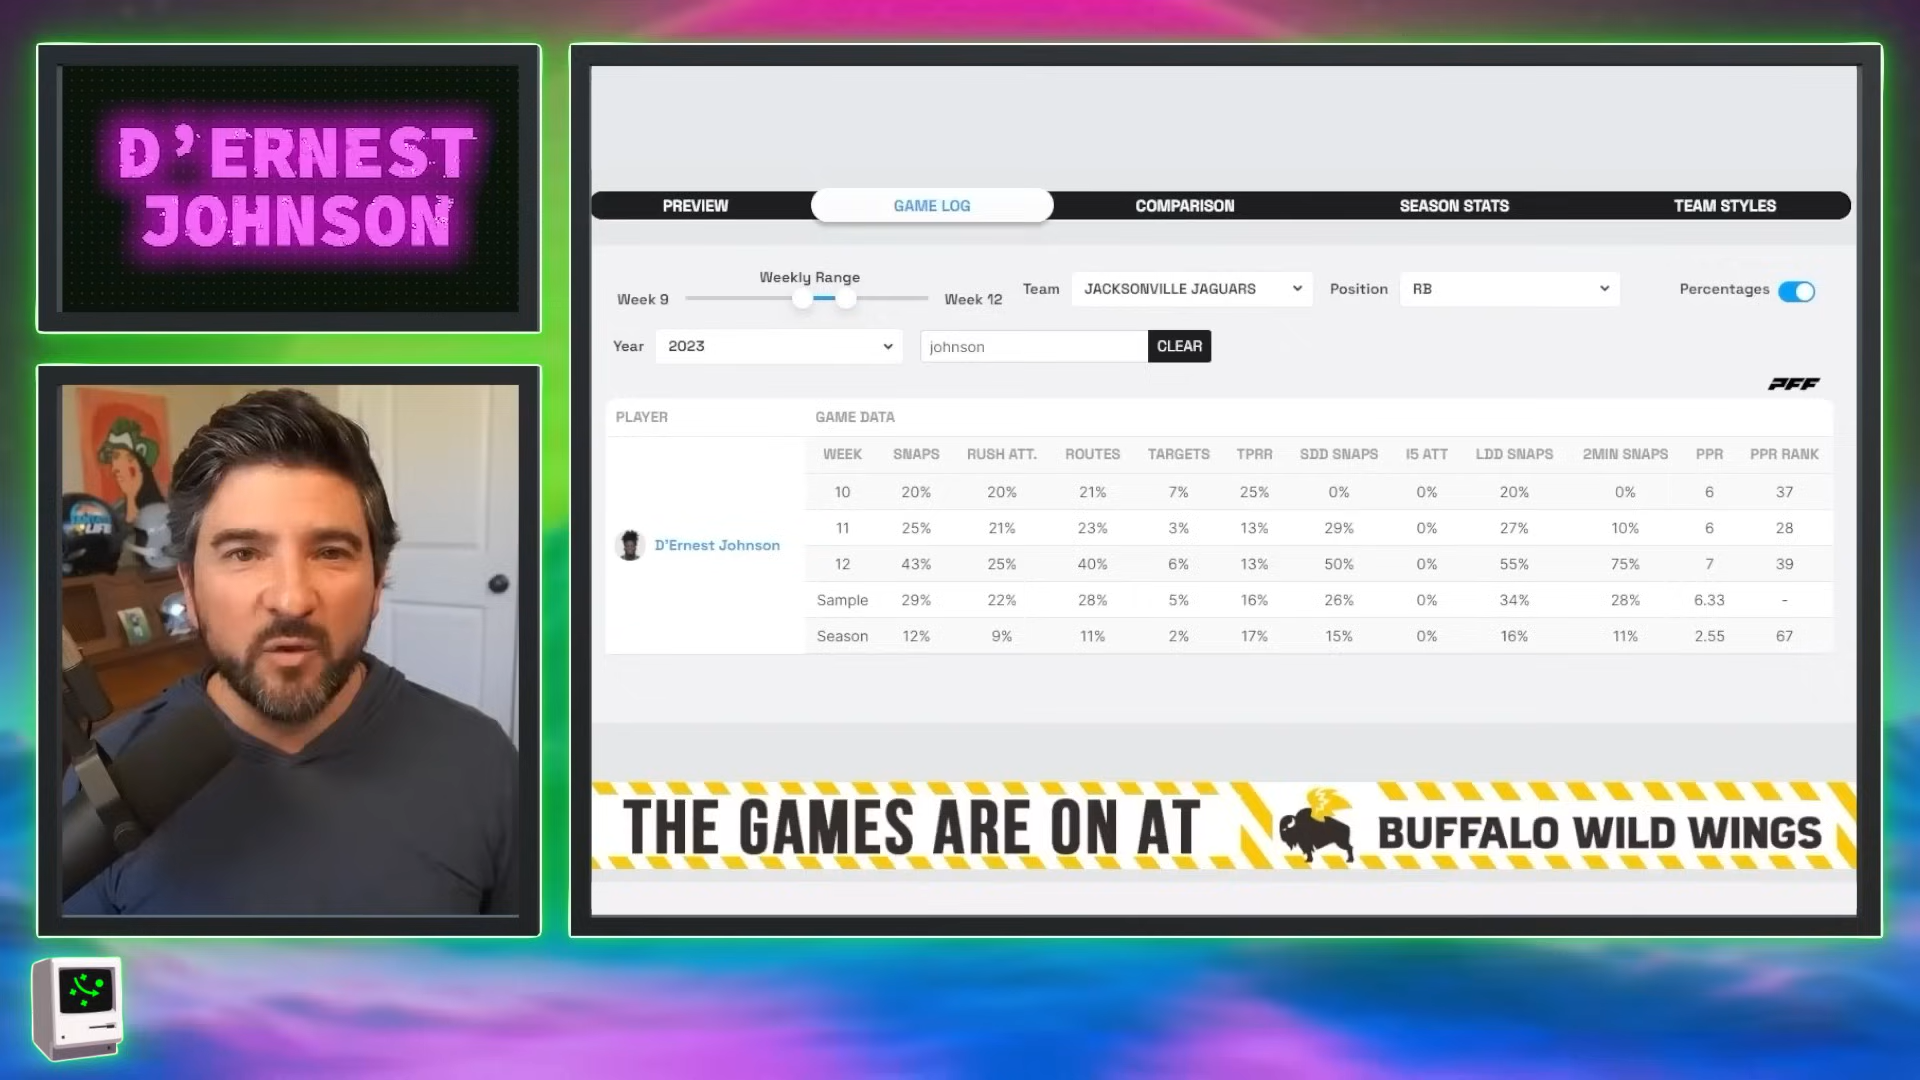 D'ERNEST
JOHNSON
PREVIEW GAME LOG COMPARISON SEASON STATS TEAM STYLES
Weekly Range
Week 9 Week 12 Team JACKSONVILLE JAGUARS Position RB Percentages
Year 2023 johnson CLEAR
PFF
PLAYER GAME DATA
WEEK SNAPS RUSH ATT. ROUTES TARGETS TPRR SDD SNAPS I5 ATT LDD SNAPS 2MIN SNAPS PPR PPR RANK
10 20% 20% 21% 7% 25% 0% 0% 20% 0% 6 37
11 25% 21% 23% 3% 13% 29% 0% 27% 10% 6 28
D'Ernest Johnson
12 43% 25% 40% 6% 13% 50% 0% 55% 75% 7 39
Sample 29% 22% 28% 5% 16% 26% 0% 34% 28% 6.33 -
Season 12% 9% 11% 2% 17% 15% 0% 16% 11% 2.55 67
THE GAMES ARE ON AT BUFFALO WILD WINGS